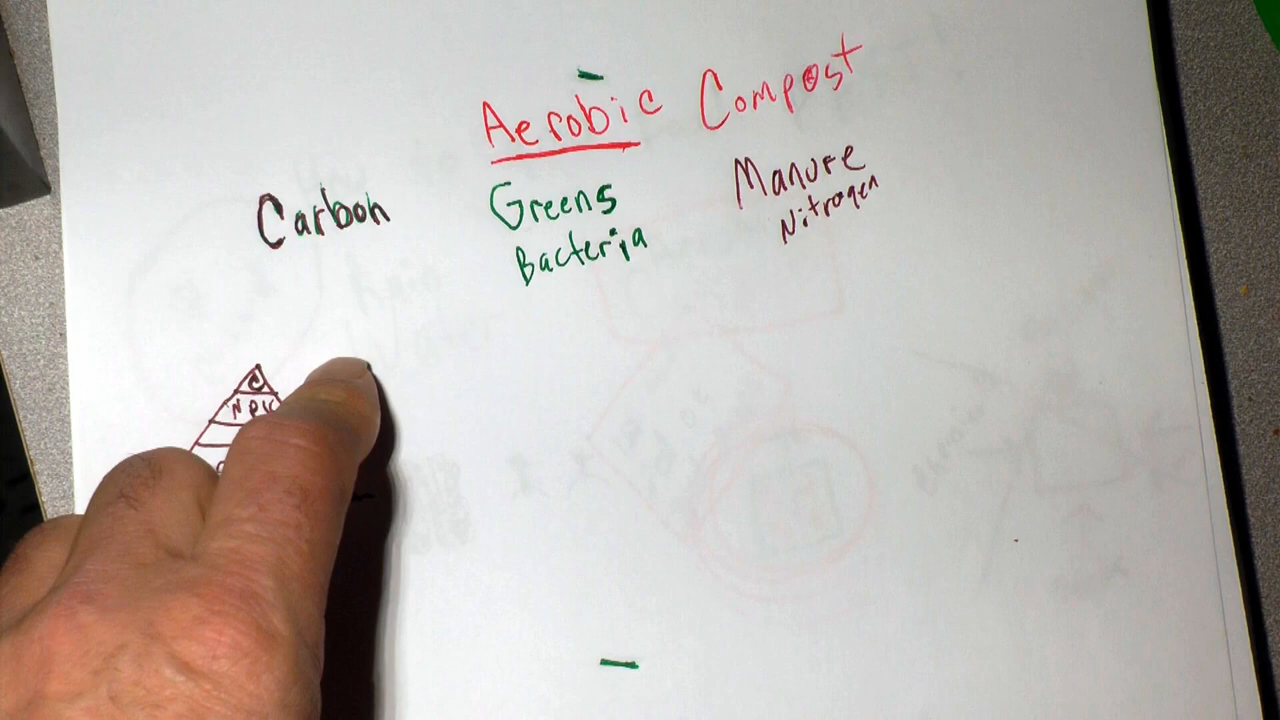 Aerobic Compost
Carbon Greens Manure
Bacteria Nitrogen
C
N P K